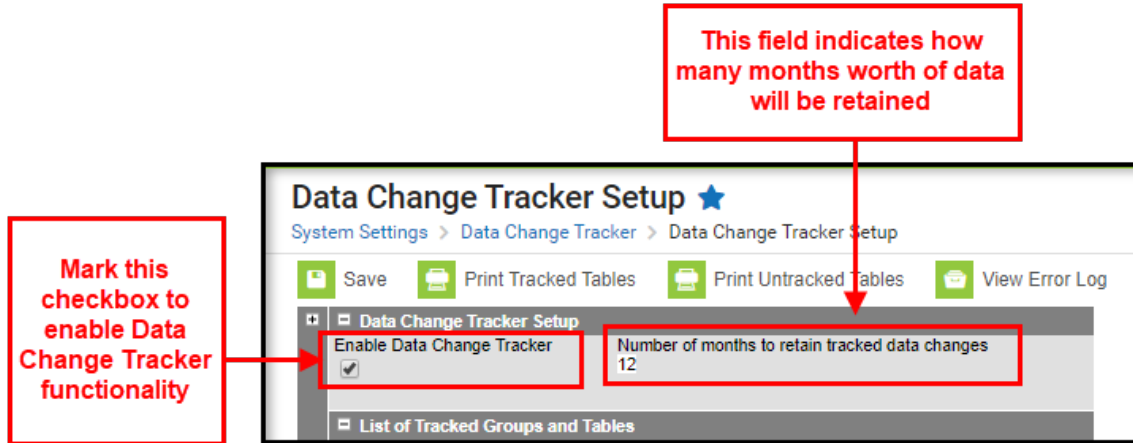 This field indicates how
many months worth of data
will be retained
Data Change Tracker Setup
System Settings > Data Change Tracker > Data Change Tracker Setup
Save Print Tracked Tables Print Untracked Tables View Error Log
Mark this
checkbox to
enable Data
Change Tracker
functionality
Data Change Tracker Setup
Enable Data Change Tracker Number of months to retain tracked data changes
12
List of Tracked Groups and Tables